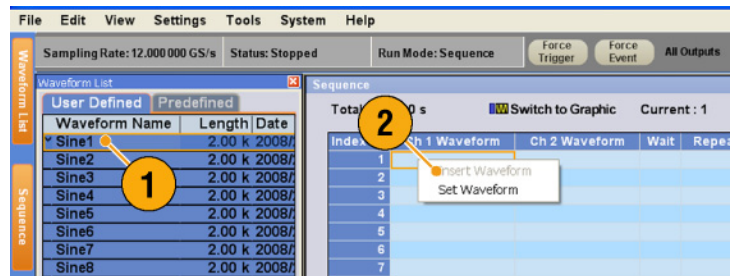 File Edit View Settings Tools System Help
Sampling Rate: 12.000 000 GS/s Status: Stopped Run Mode: Sequence Force Trigger Force Event All Outputs
Waveform List
Sequence
Waveform List
User Defined Predefined
Waveform Name Length Date
Sine1 2.00 k 2008/
Sine2 2.00 k 2008/
Sine3 2.00 k 2008/
Sine4 2.00 k 2008/
Sine5 2.00 k 2008/
Sine6 2.00 k 2008/
Sine7 2.00 k 2008/
Sine8 2.00 k 2008/
1
Sequence
Total 0 s Switch to Graphic Current : 1
Index Ch 1 Waveform Ch 2 Waveform Wait Repea
1
2
3
4
5
6
7
2
Insert Waveform
Set Waveform